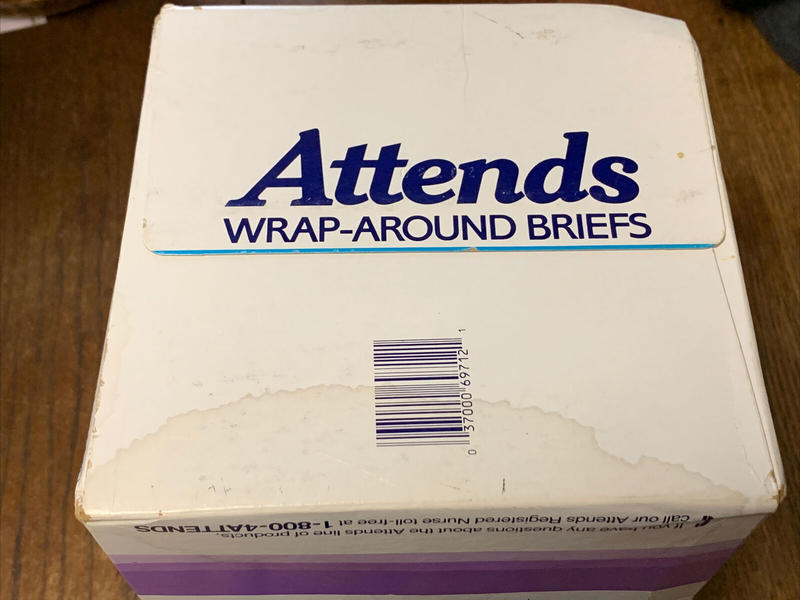 Attends
WRAP-AROUND BRIEFS
0 37000 69712 1
If you have any questions about the Attends line of products,
call our Attends Registered Nurse toll-free at 1-800-4ATTENDS